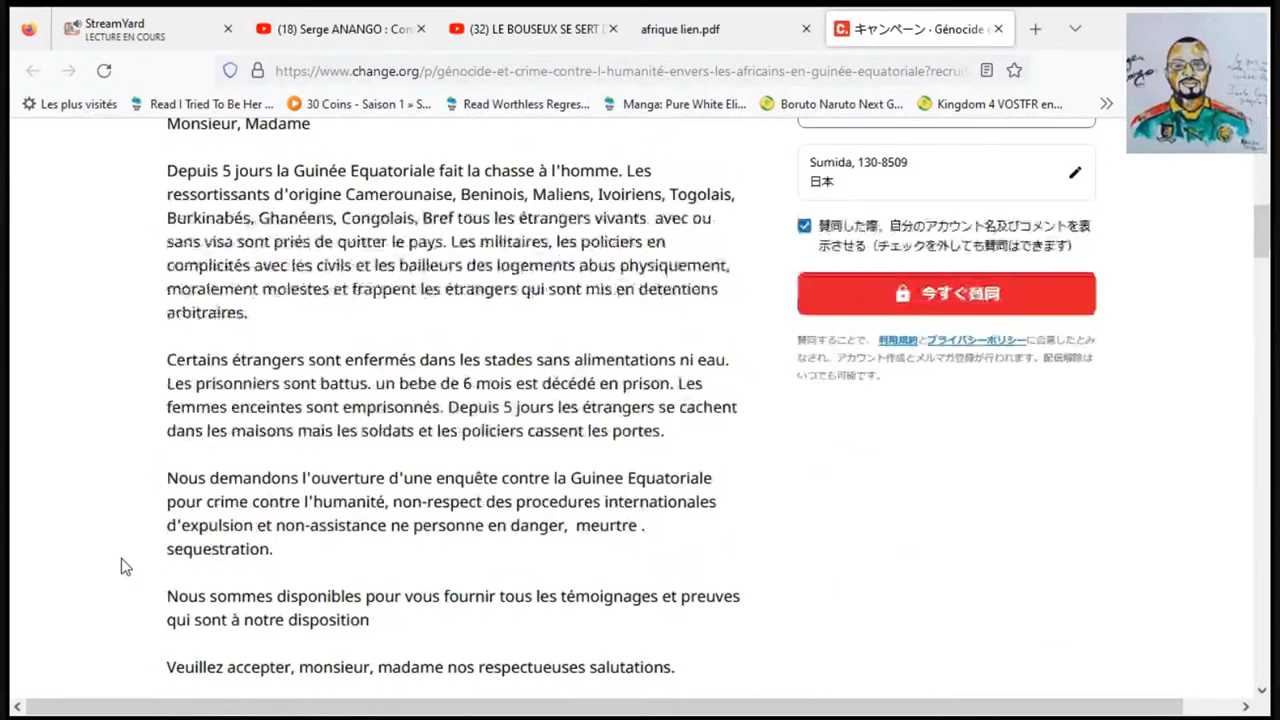 StreamYard
LECTURE EN COURS
(18) Serge ANANGO : Con
(32) LE BOUSEUX SE SERT D
afrique lien.pdf
キャンペーン · Génocide e
https://www.change.org/p/génocide-et-crime-contre-l-humanité-envers-les-africains-en-guinée-equatoriale?recruit
Les plus visités
Read I Tried To Be Her ...
30 Coins - Saison 1 » S...
Read Worthless Regres...
Manga: Pure White Eli...
Boruto Naruto Next G...
Kingdom 4 VOSTFR en...
Monsieur, Madame
Depuis 5 jours la Guinée Equatoriale fait la chasse à l'homme. Les
ressortissants d'origine Camerounaise, Beninois, Maliens, Ivoiriens, Togolais,
Burkinabés, Ghanéens, Congolais, Bref tous les étrangers vivants avec ou
sans visa sont priés de quitter le pays. Les militaires, les policiers en
complicités avec les civils et les bailleurs des logements abus physiquement,
moralement molestes et frappent les étrangers qui sont mis en detentions
arbitraires.
Certains étrangers sont enfermés dans les stades sans alimentations ni eau.
Les prisonniers sont battus. un bebe de 6 mois est décédé en prison. Les
femmes enceintes sont emprisonnés. Depuis 5 jours les étrangers se cachent
dans les maisons mais les soldats et les policiers cassent les portes.
Nous demandons l'ouverture d'une enquête contre la Guinee Equatoriale
pour crime contre l'humanité, non-respect des procedures internationales
d'expulsion et non-assistance ne personne en danger, meurtre .
sequestration.
Nous sommes disponibles pour vous fournir tous les témoignages et preuves
qui sont à notre disposition
Veuillez accepter, monsieur, madame nos respectueuses salutations.
Sumida, 130-8509
日本
賛同した際、自分のアカウント名及びコメントを表
示させる（チェックを外しても賛同はできます）
今すぐ賛同
賛同することで、利用規約とプライバシーポリシーに合意したとみ
なされ、アカウント作成とメルマガ登録が行われます。配信解除は
いつでも可能です。